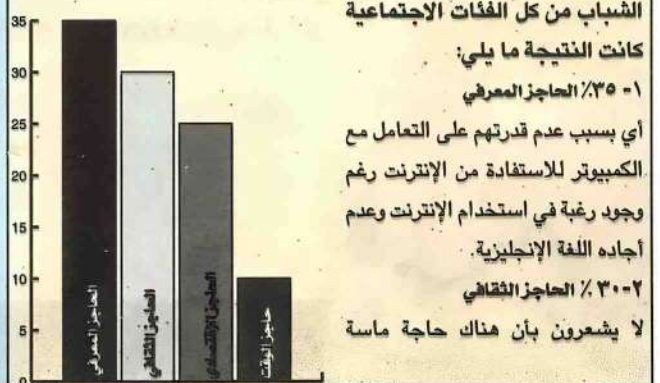 الشباب من كل الفئات الاجتماعية
كانت النتيجة ما يلي:
١- ٣٥٪ الحاجز المعرفي
أي بسبب عدم قدرتهم على التعامل مع
الكمبيوتر للاستفادة من الإنترنت رغم
وجود رغبة في استخدام الإنترنت وعدم
أجاده اللغة الإنجليزية.
٢- ٣٠٪ الحاجز الثقافي
لا يشعرون بأن هناك حاجة ماسة
35
30
25
20
15
10
5
0
الحاجز المعرفي
الحاجز الثقافي
الحاجز الاقتصادي
حاجز الوقت